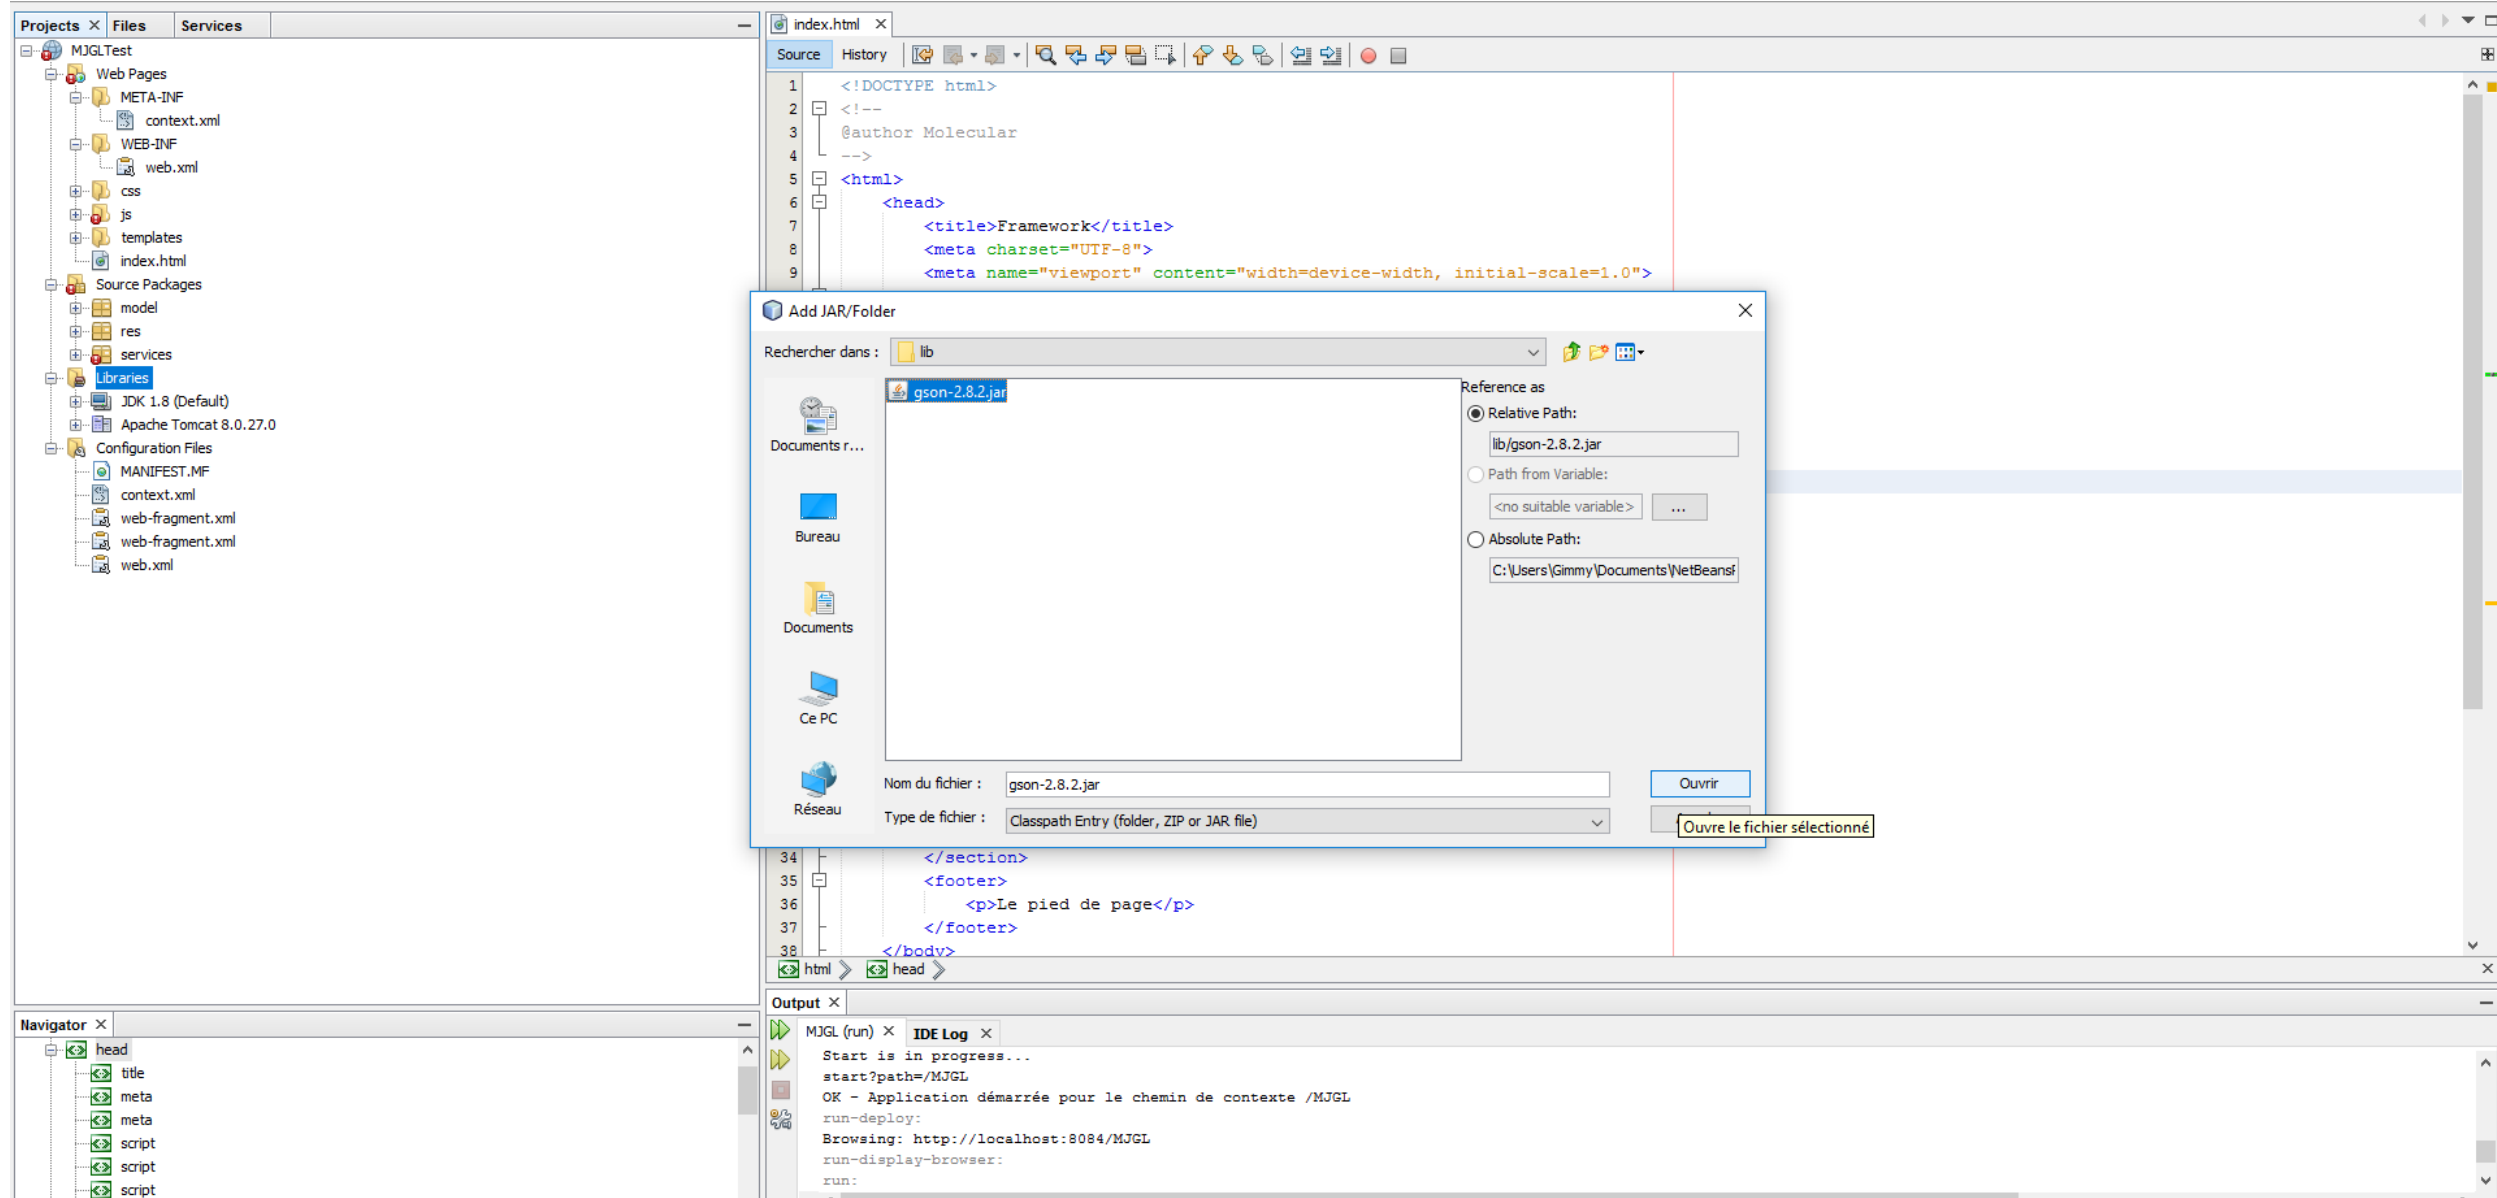 Projects Files Services
MJGLTest
Web Pages
META-INF
context.xml
WEB-INF
web.xml
css
js
templates
index.html
Source Packages
model
res
services
Libraries
JDK 1.8 (Default)
Apache Tomcat 8.0.27.0
Configuration Files
MANIFEST.MF
context.xml
web-fragment.xml
web-fragment.xml
web.xml
Navigator
head
title
meta
meta
script
script
script
index.html
Source History
1 <!DOCTYPE html>
2 <!--
3 @author Molecular
4 -->
5 <html>
6 <head>
7 <title>Framework</title>
8 <meta charset="UTF-8">
9 <meta name="viewport" content="width=device-width, initial-scale=1.0">
Add JAR/Folder
Rechercher dans : lib
Documents r...
Bureau
Documents
Ce PC
Réseau
gson-2.8.2.jar
Reference as
Relative Path:
lib/gson-2.8.2.jar
Path from Variable:
<no suitable variable> ...
Absolute Path:
C:\Users\Gimmy\Documents\NetBeans
Nom du fichier : gson-2.8.2.jar Ouvrir
Type de fichier : Classpath Entry (folder, ZIP or JAR file)
Ouvre le fichier sélectionné
34 </section>
35 <footer>
36 <p>Le pied de page</p>
37 </footer>
38 </body>
html head
Output
MJGL (run) IDE Log
Start is in progress...
start?path=/MJGL
OK - Application démarrée pour le chemin de contexte /MJGL
run-deploy:
Browsing: http://localhost:8084/MJGL
run-display-browser:
run: